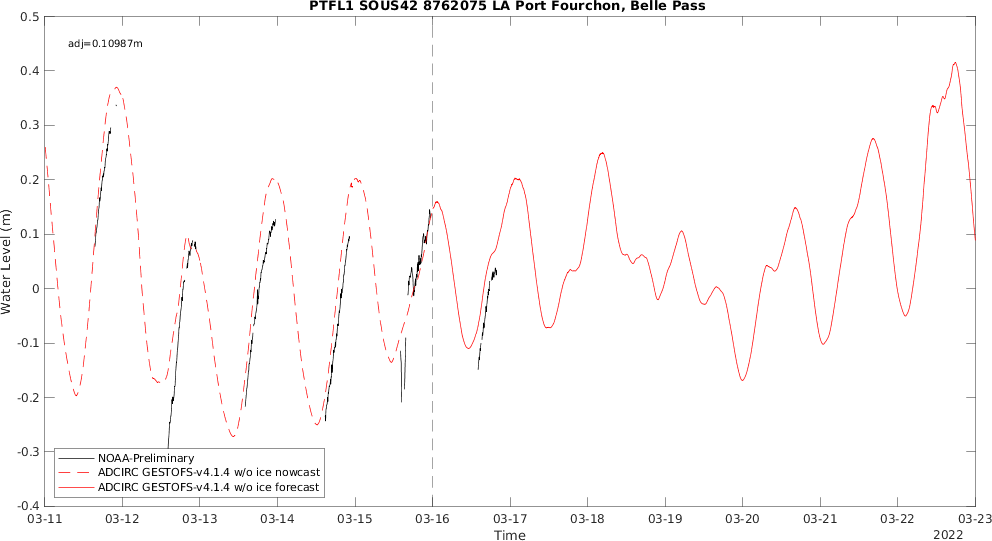 PTFL1 SOUS42 8762075 LA Port Fourchon, Belle Pass
adj=0.10987m
0.5
0.4
0.3
0.2
0.1
0
-0.1
-0.2
-0.3
-0.4
Water Level (m)
NOAA-Preliminary
ADCIRC GESTOFS-v4.1.4 w/o ice nowcast
ADCIRC GESTOFS-v4.1.4 w/o ice forecast
03-11 03-12 03-13 03-14 03-15 03-16 03-17 03-18 03-19 03-20 03-21 03-22 03-23
Time
2022